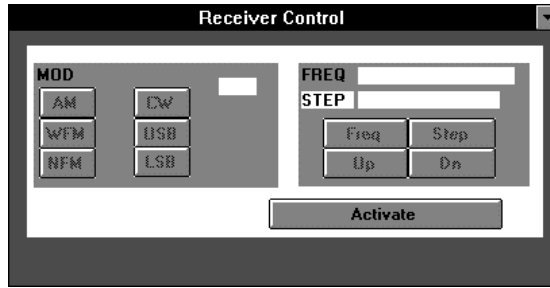 Receiver Control
MOD
AM CW
WFM USB
NFM LSB
FREQ
STEP
Freq Step
Up Dn
Activate